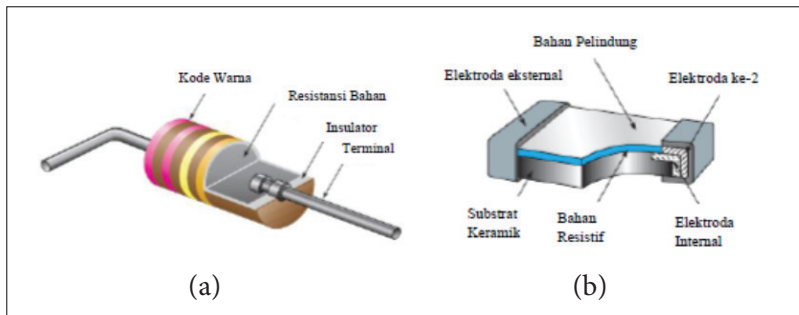 Kode Warna
Resistansi Bahan
Insulator
Terminal
(a)
Bahan Pelindung
Elektroda eksternal
Elektroda ke-2
Substrat
Keramik
Bahan
Resistif
Elektroda
Internal
(b)